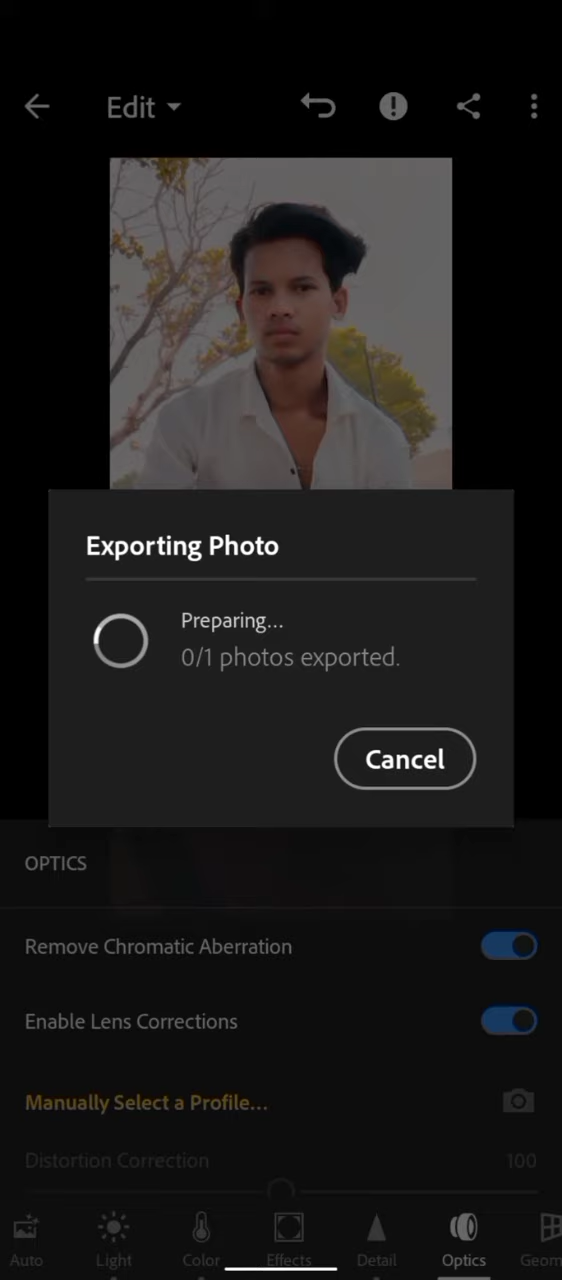 Edit
Exporting Photo
Preparing...
0/1 photos exported.
Cancel
OPTICS
Remove Chromatic Aberration
Enable Lens Corrections
Manually Select a Profile...
Distortion Correction 100
Auto Light Color Effects Detail Optics Geom